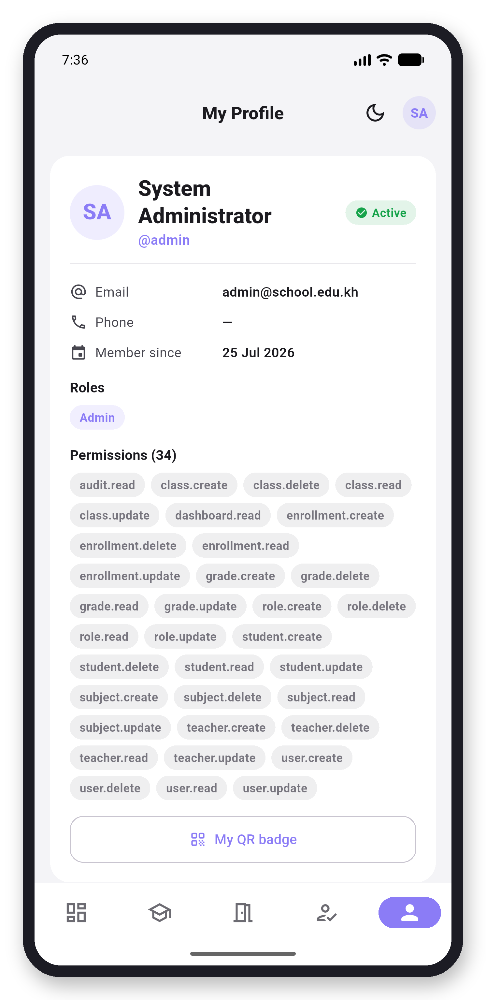 7:36
My Profile
SA
SA
System
Administrator
@admin
Active
Email admin@school.edu.kh
Phone —
Member since 25 Jul 2026
Roles
Admin
Permissions (34)
audit.read class.create class.delete class.read
class.update dashboard.read enrollment.create
enrollment.delete enrollment.read
enrollment.update grade.create grade.delete
grade.read grade.update role.create role.delete
role.read role.update student.create
student.delete student.read student.update
subject.create subject.delete subject.read
subject.update teacher.create teacher.delete
teacher.read teacher.update user.create
user.delete user.read user.update
My QR badge